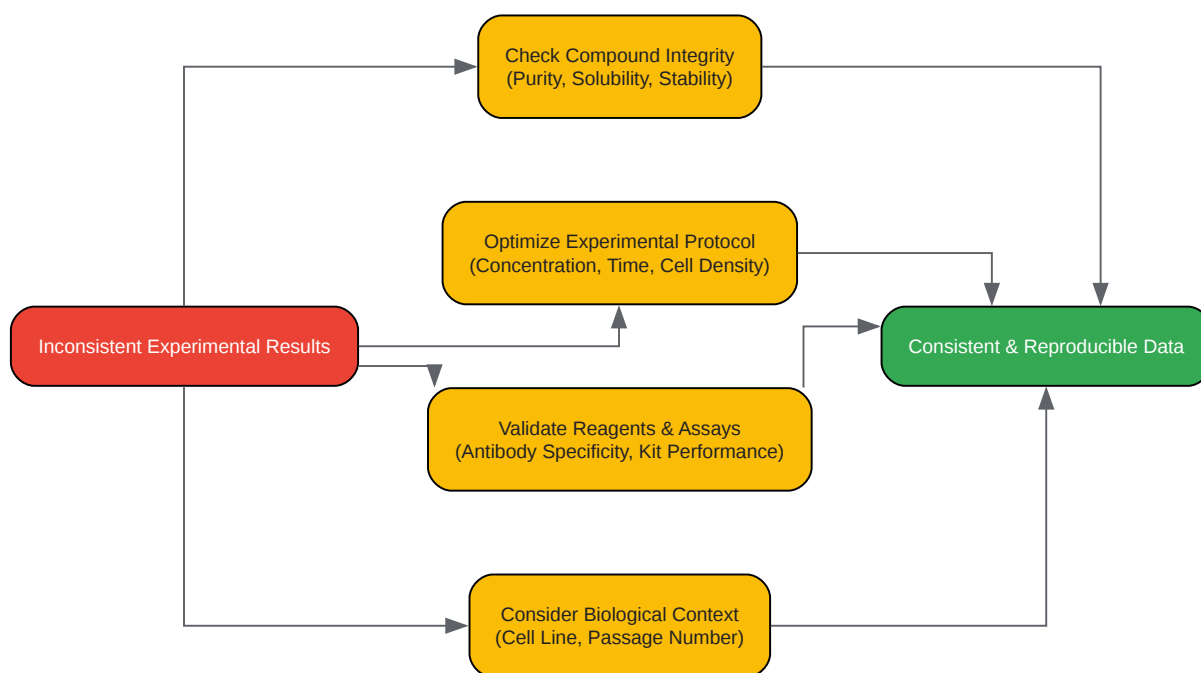 Check Compound Integrity
(Purity, Solubility, Stability)
Optimize Experimental Protocol
(Concentration, Time, Cell Density)
Inconsistent Experimental Results
Consistent & Reproducible Data
Validate Reagents & Assays
(Antibody Specificity, Kit Performance)
Consider Biological Context
(Cell Line, Passage Number)